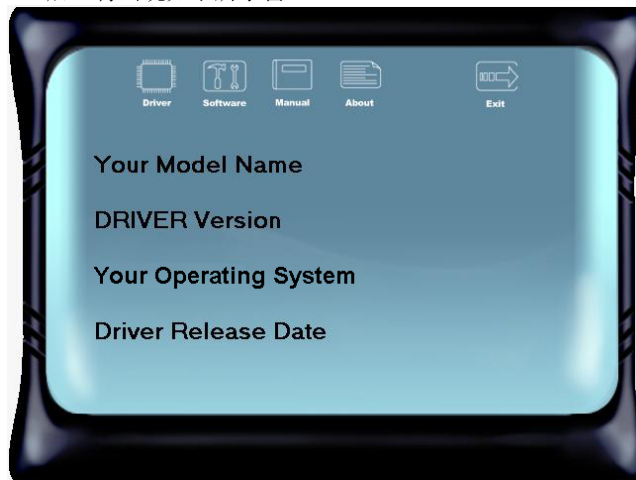 Driver
Software
Manual
About
Exit
Your Model Name
DRIVER Version
Your Operating System
Driver Release Date